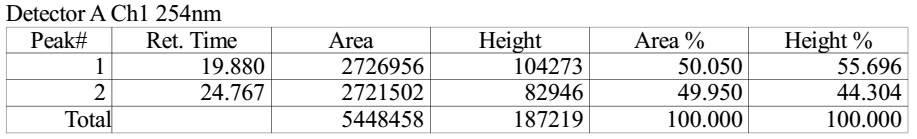 Detector A Ch1 254nm
Peak# Ret. Time Area Height Area % Height %
1 19.880 2726956 104273 50.050 55.696
2 24.767 2721502 82946 49.950 44.304
Total 5448458 187219 100.000 100.000